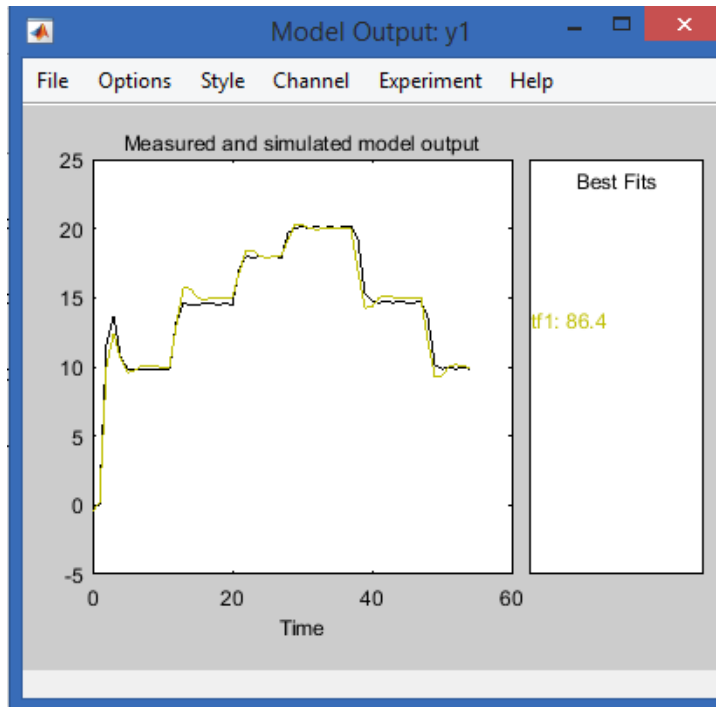 Model Output: y1
File Options Style Channel Experiment Help
Measured and simulated model output
25
20
15
10
5
0
-5
0 20 40 60
Time
Best Fits
tf1: 86.4